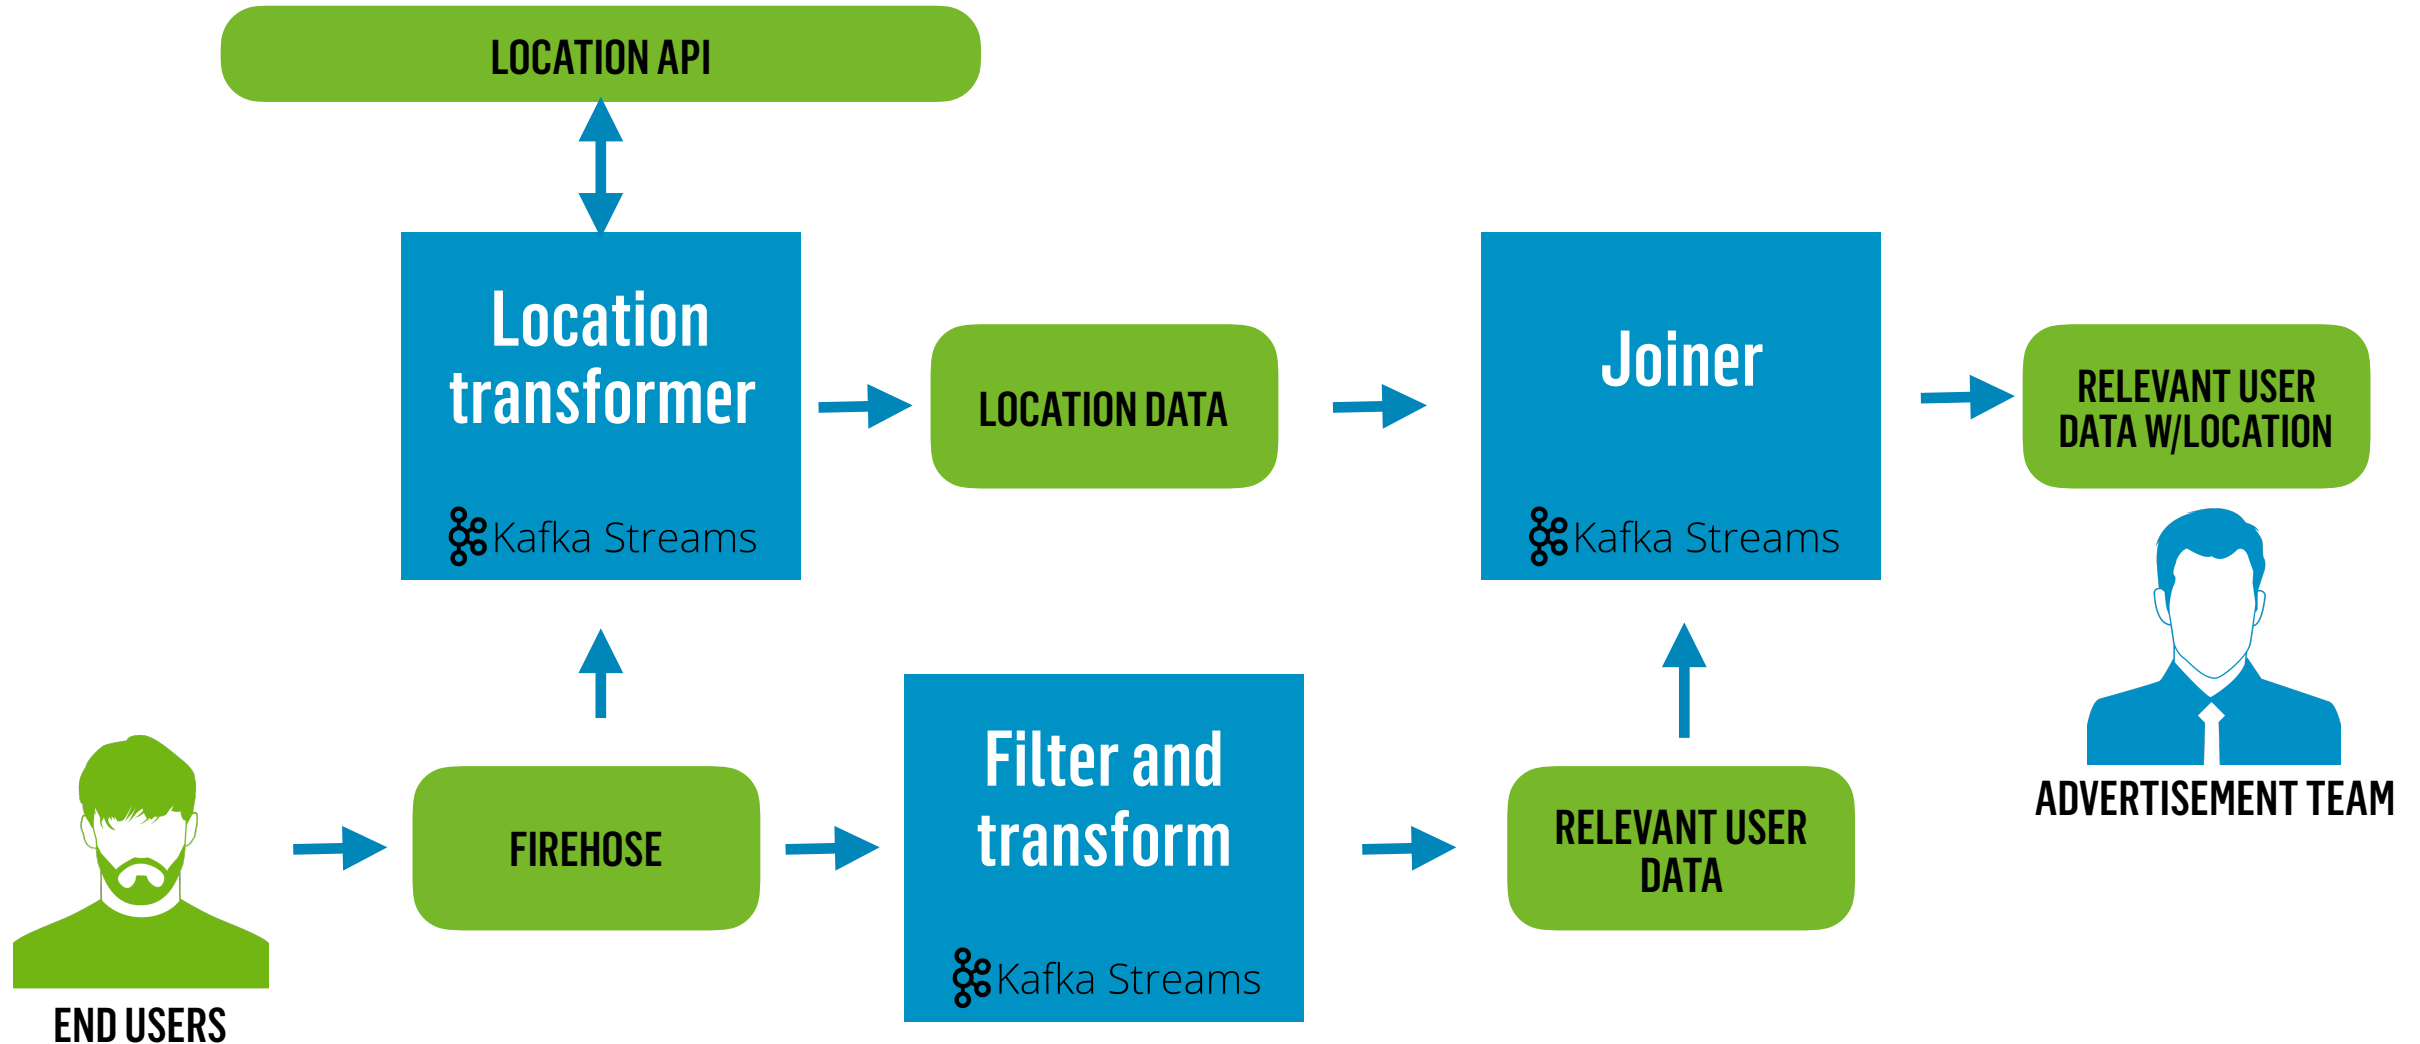 LOCATION API
Location
transformer
Kafka Streams
LOCATION DATA
Joiner
Kafka Streams
RELEVANT USER
DATA W/LOCATION
ADVERTISEMENT TEAM
END USERS
FIREHOSE
Filter and
transform
Kafka Streams
RELEVANT USER
DATA